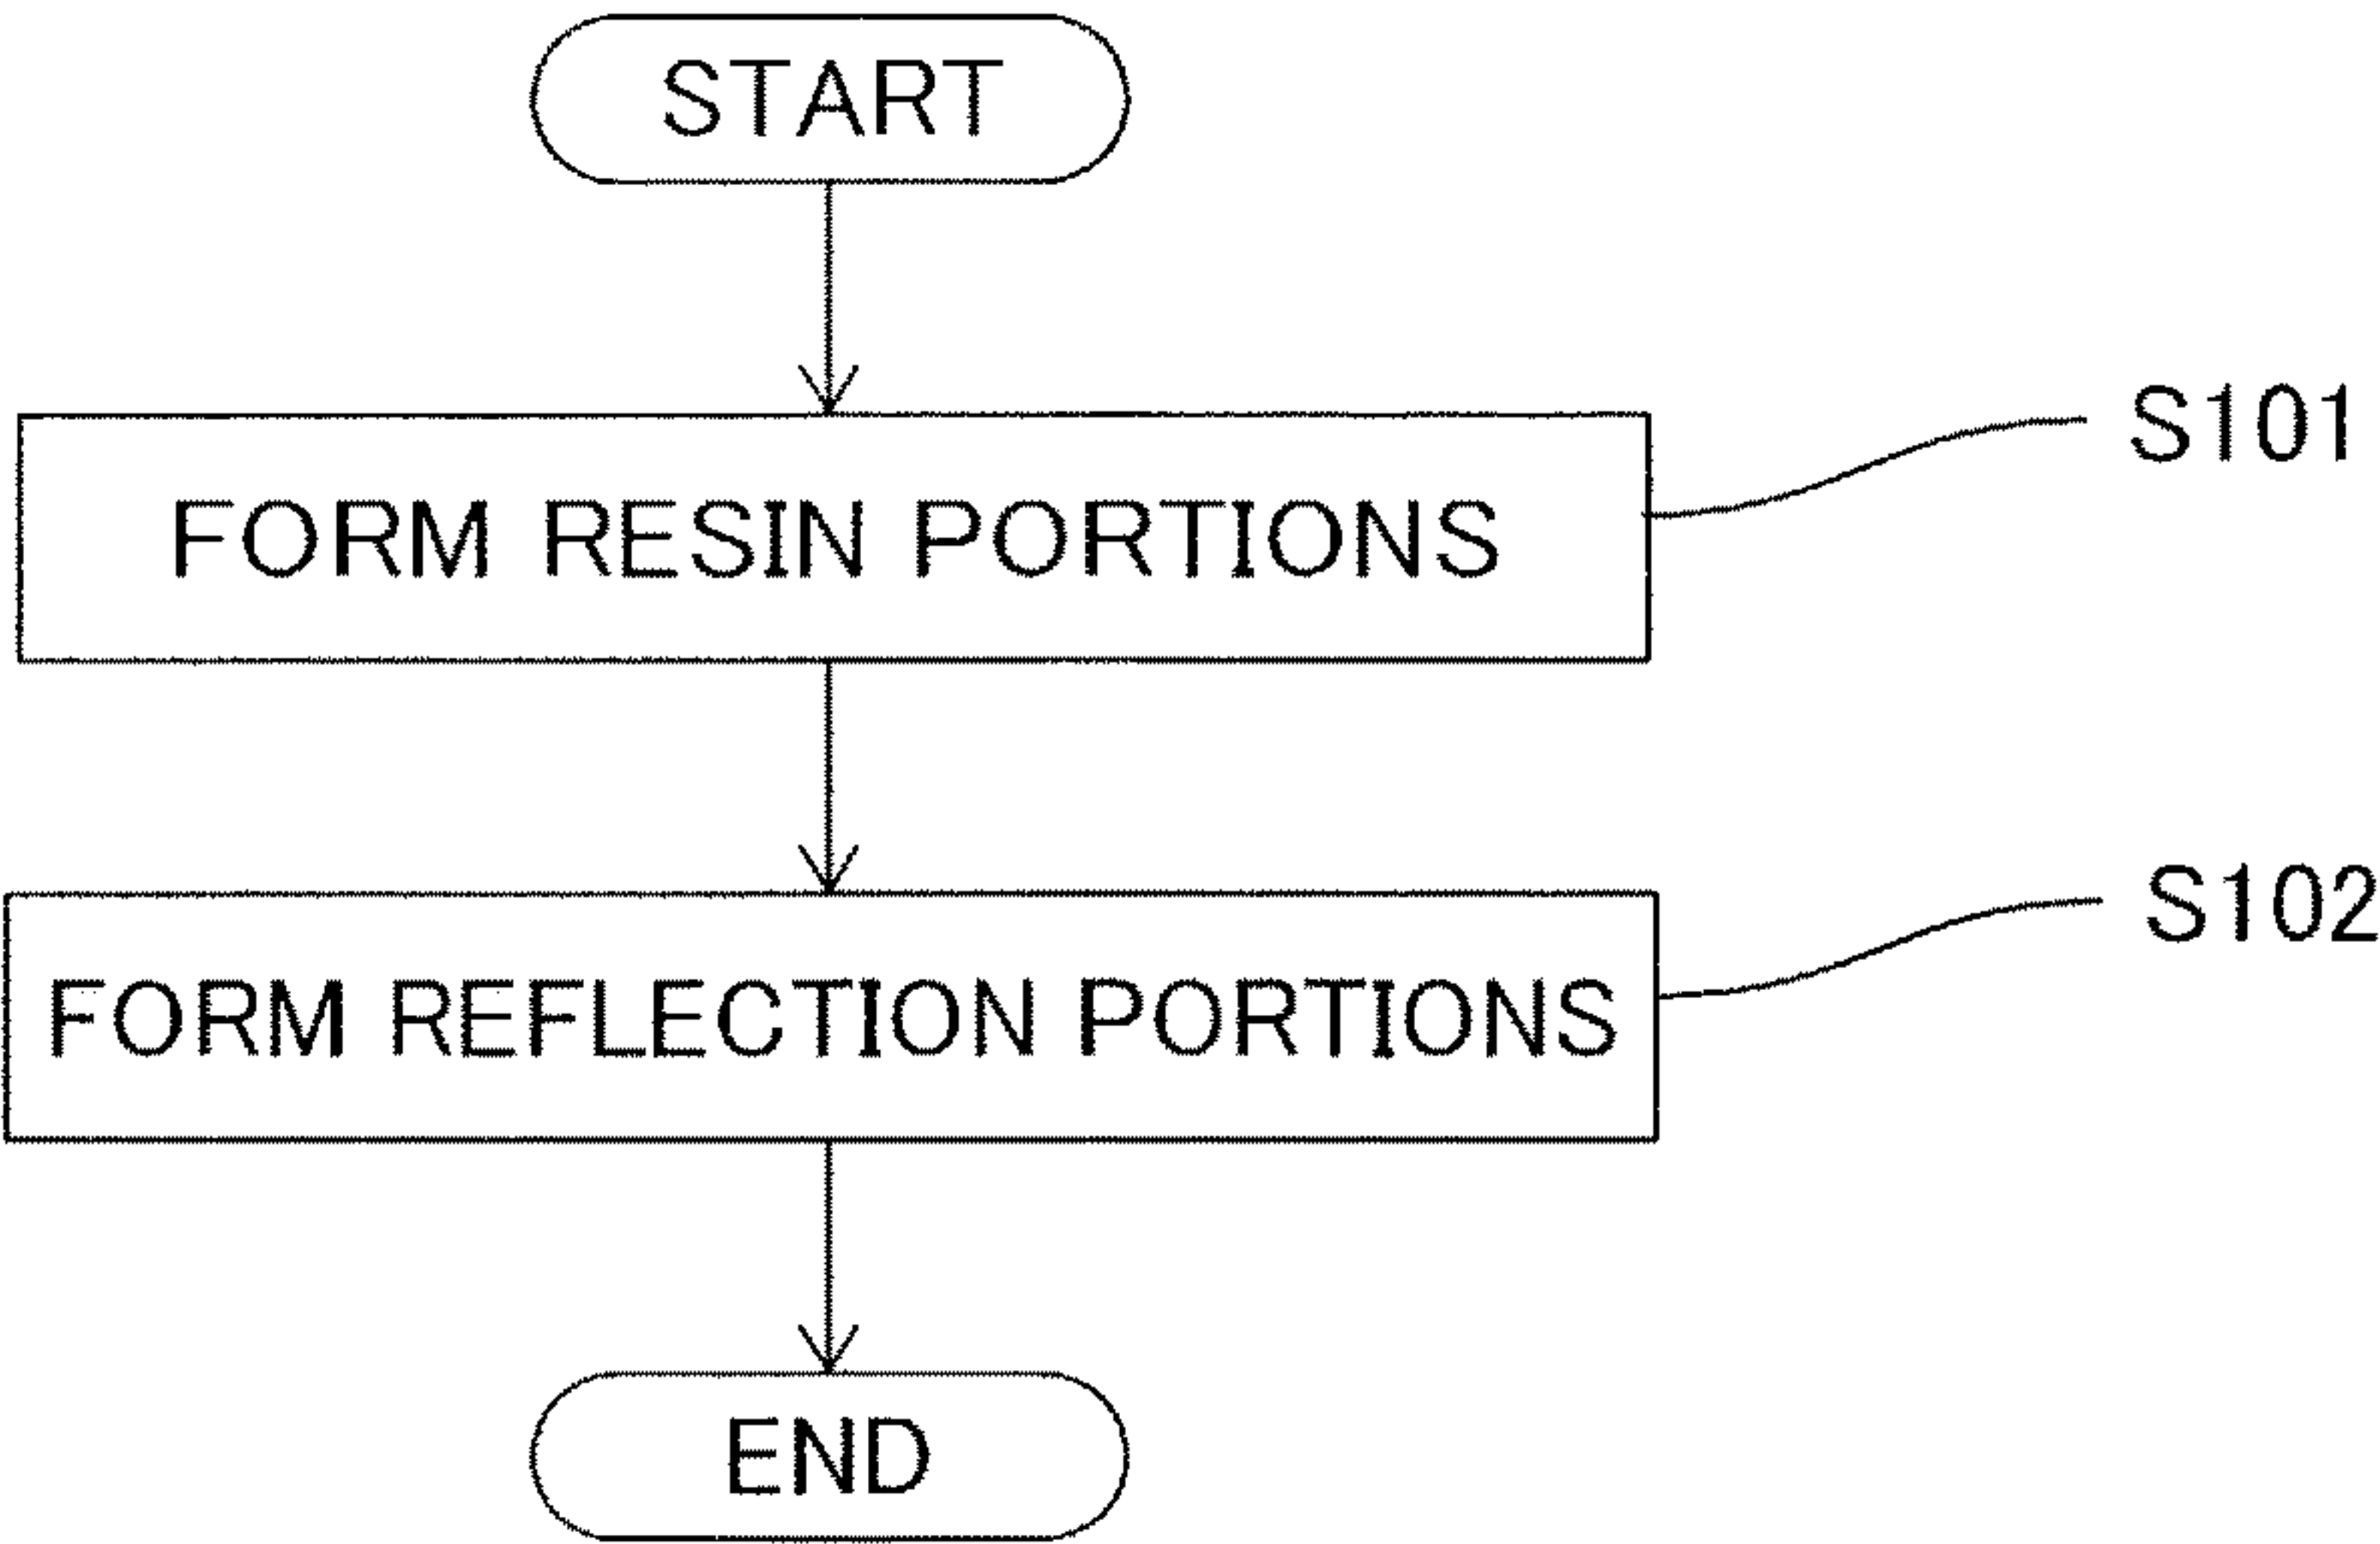 START
S101
FORM RESIN PORTIONS
S102
FORM REFLECTION PORTIONS
END